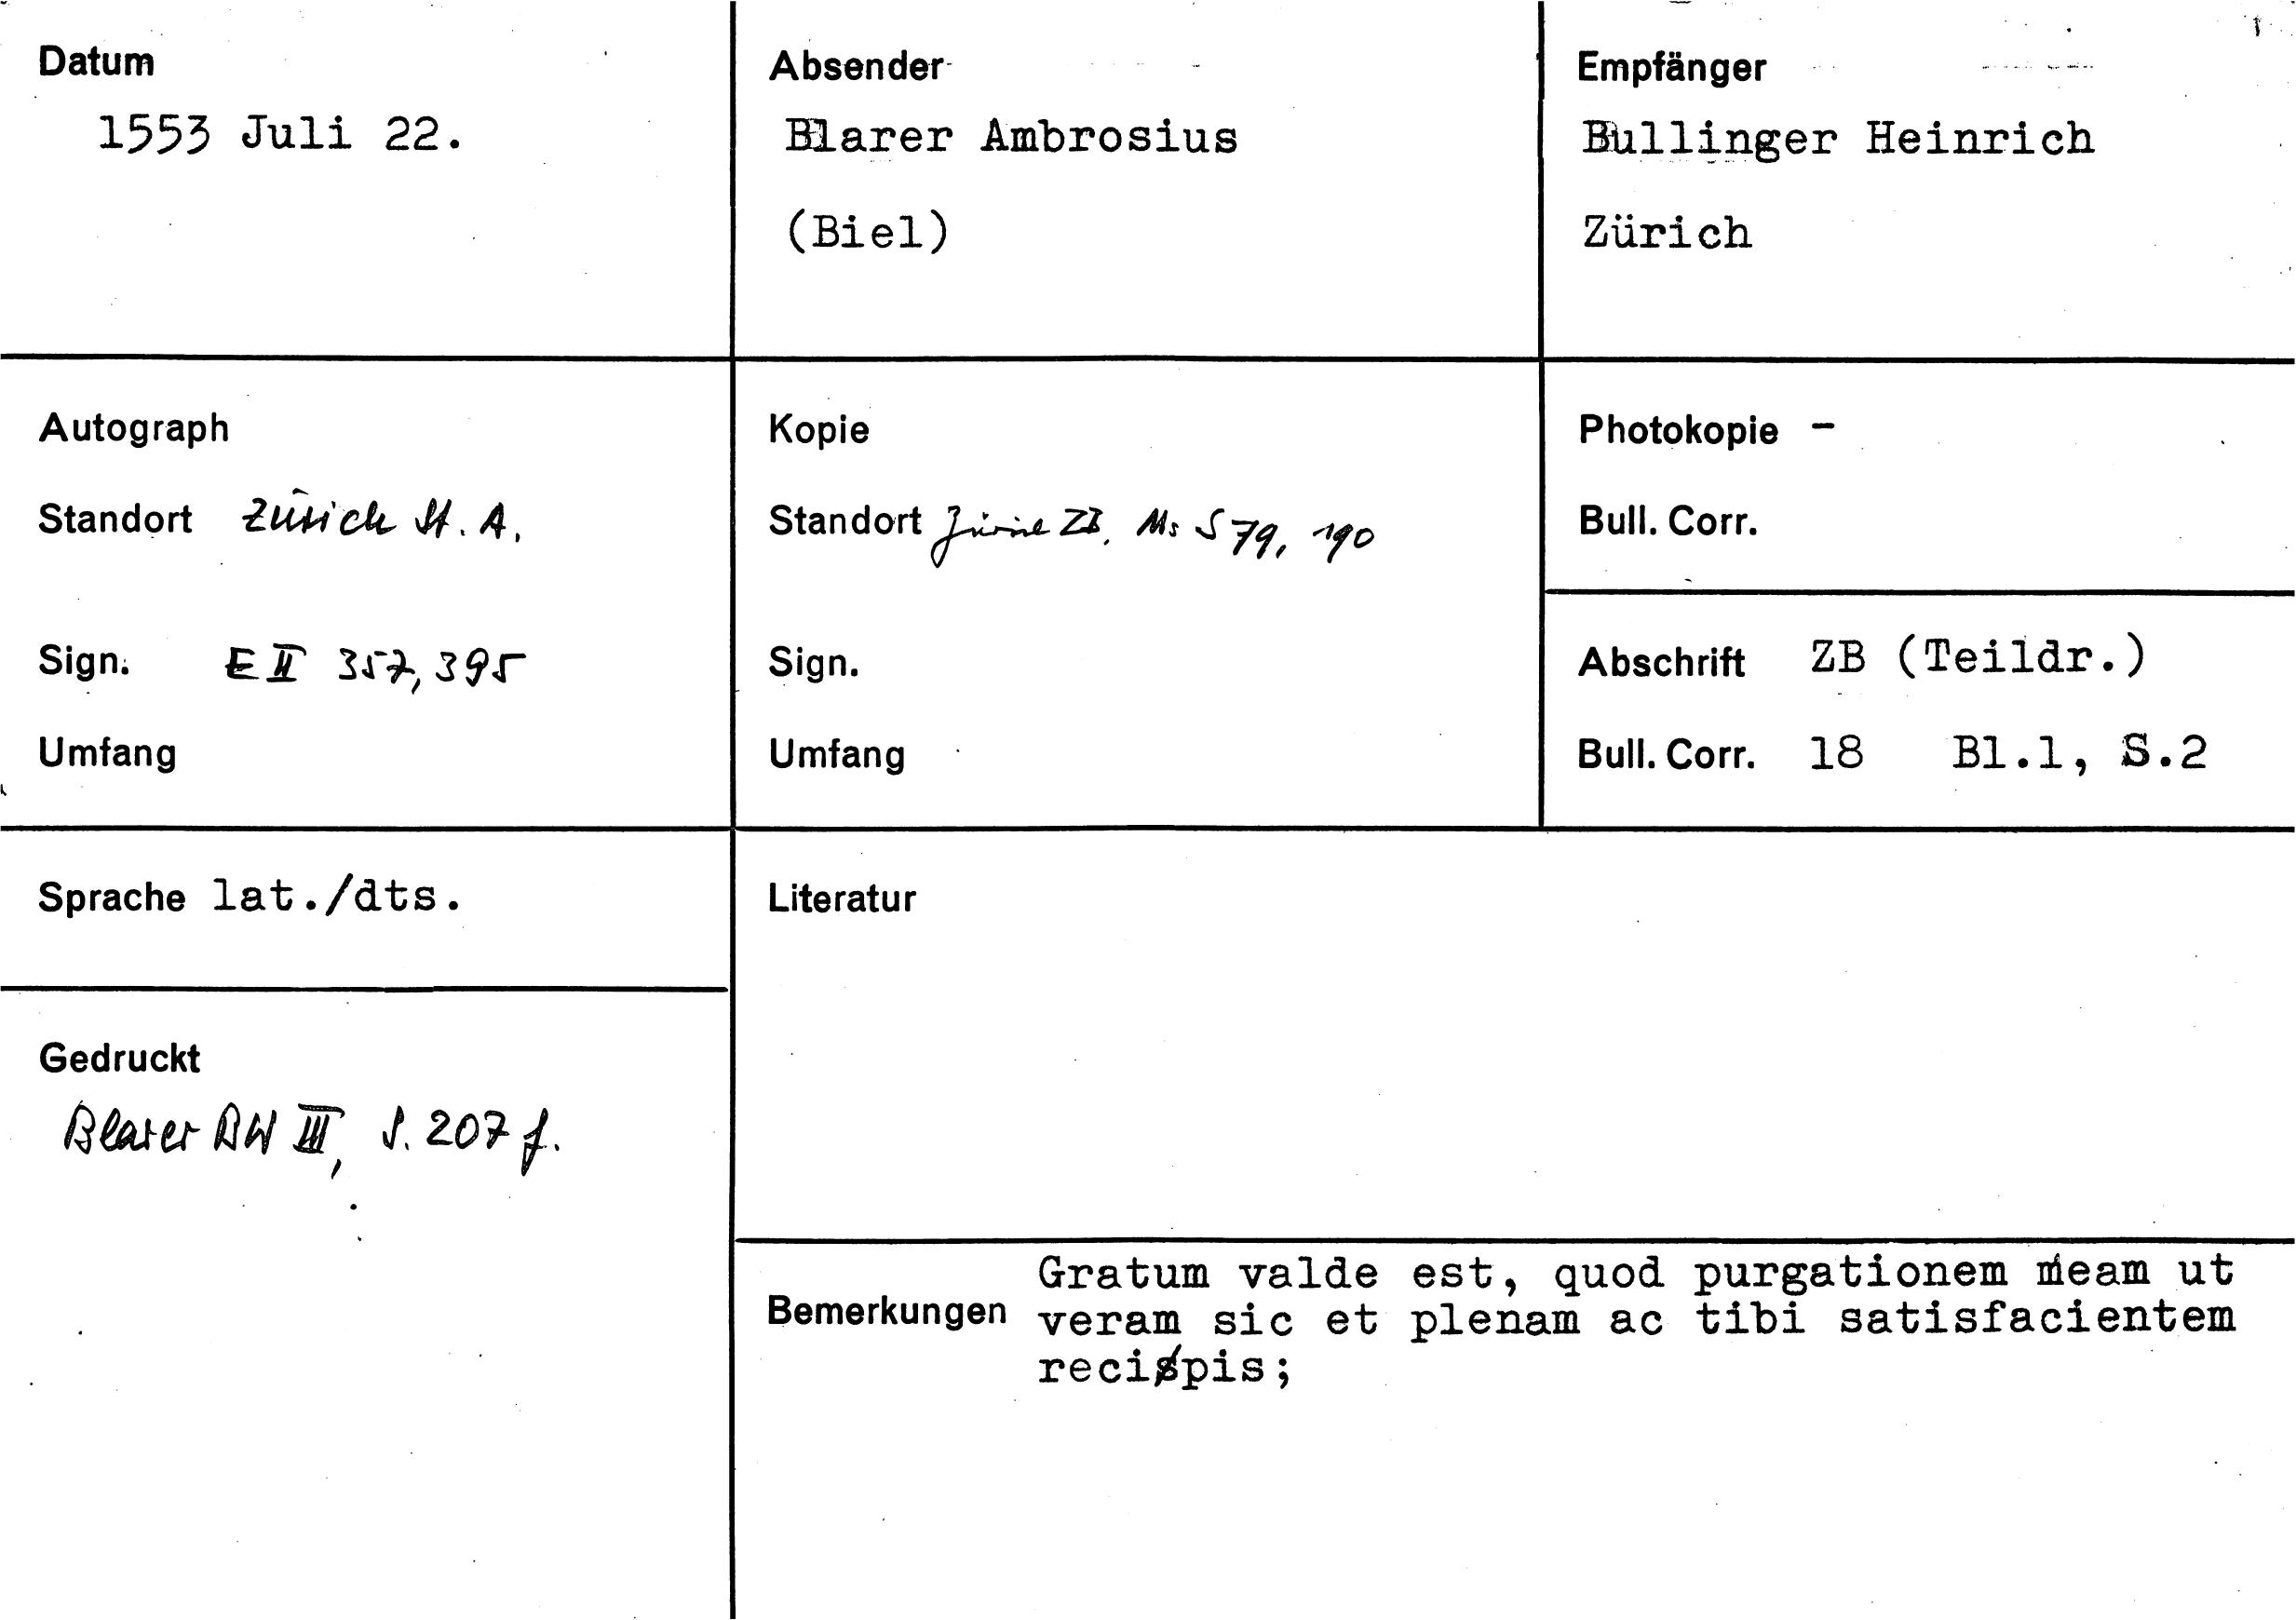 Datum
1553 Juli 22.
Absender
Blarer Ambrosius
(Biel)
Empfänger
Bullinger Heinrich
Zürich
Autograph
Standort Zürich St. A.
Sign. E II 357, 395
Umfang
Kopie
Standort Zürich ZB, Ms S 79, 190
Sign.
Umfang
Photokopie -
Bull. Corr.
Abschrift ZB (Teildr.)
Bull. Corr. 18 Bl.1, S.2
Sprache lat./dts.
Gedruckt
Blarer BW III, S. 207 f.
Literatur
Bemerkungen
Gratum valde est, quod purgationem meam ut
veram sic et plenam ac tibi satisfacientem
recipis;